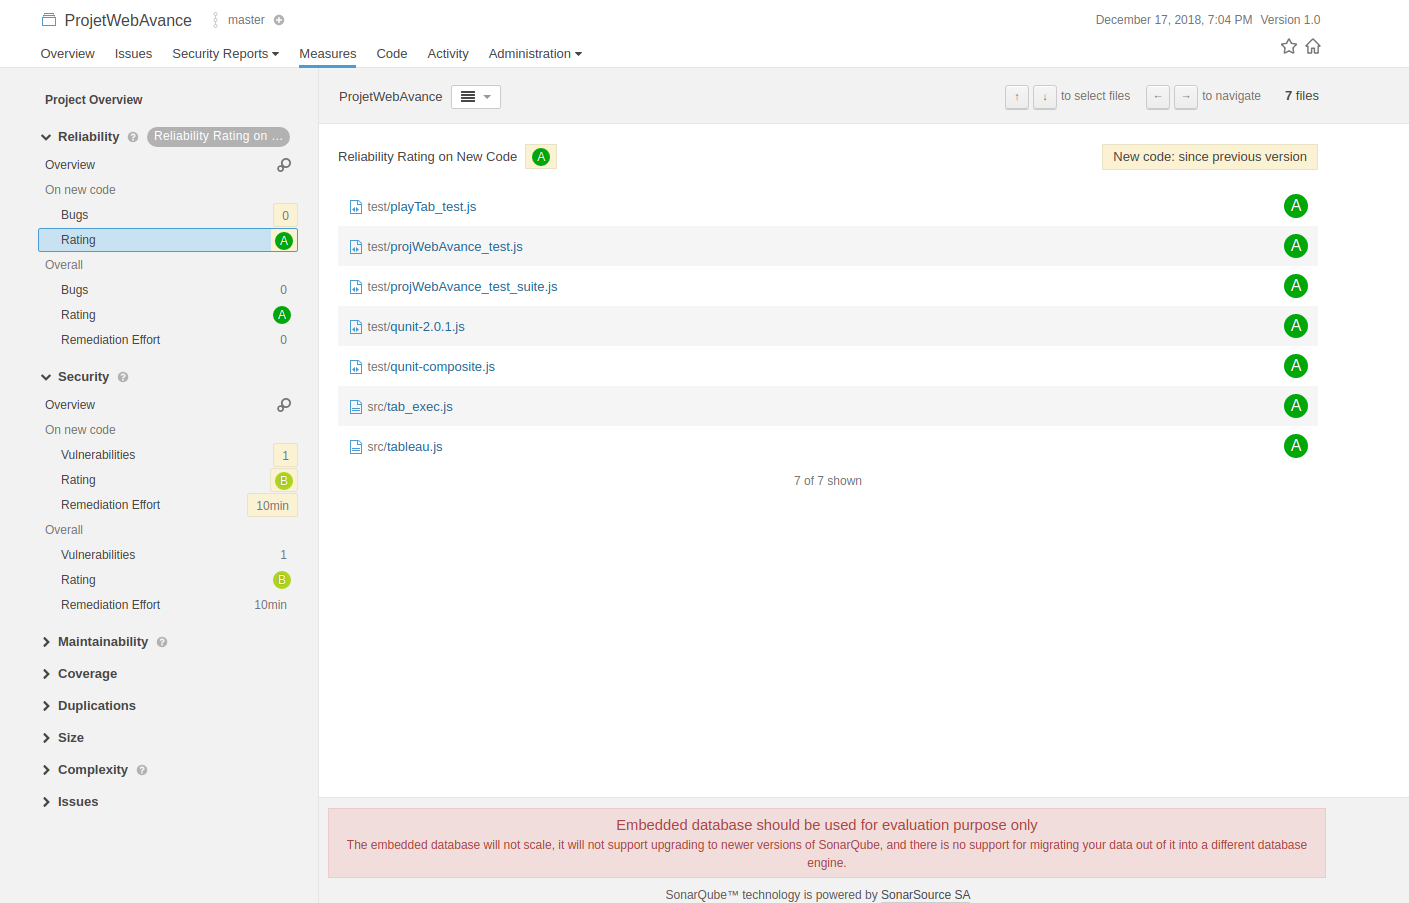 ProjetWebAvance master December 17, 2018, 7:04 PM Version 1.0
Overview Issues Security Reports Measures Code Activity Administration
Project Overview
Reliability ? Reliability Rating on ...
Overview
On new code
Bugs 0
Rating A
Overall
Bugs 0
Rating A
Remediation Effort 0
Security ?
Overview
On new code
Vulnerabilities 1
Rating B
Remediation Effort 10min
Overall
Vulnerabilities 1
Rating B
Remediation Effort 10min
Maintainability ?
Coverage
Duplications
Size
Complexity ?
Issues
ProjetWebAvance ↑ ↓ to select files ← → to navigate 7 files
Reliability Rating on New Code A New code: since previous version
test/playTab_test.js A
test/projWebAvance_test.js A
test/projWebAvance_test_suite.js A
test/qunit-2.0.1.js A
test/qunit-composite.js A
src/tab_exec.js A
src/tableau.js A
7 of 7 shown
Embedded database should be used for evaluation purpose only
The embedded database will not scale, it will not support upgrading to newer versions of SonarQube, and there is no support for migrating your data out of it into a different database
engine.
SonarQube™ technology is powered by SonarSource SA